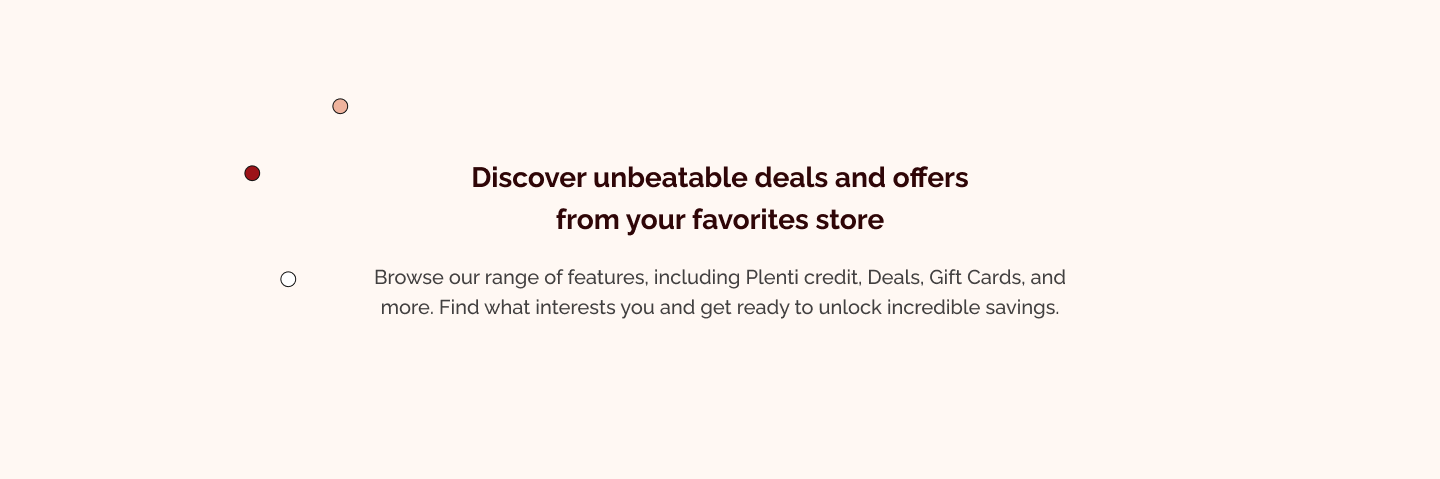 Discover unbeatable deals and offers
from your favorites store
Browse our range of features, including Plenti credit, Deals, Gift Cards, and
more. Find what interests you and get ready to unlock incredible savings.